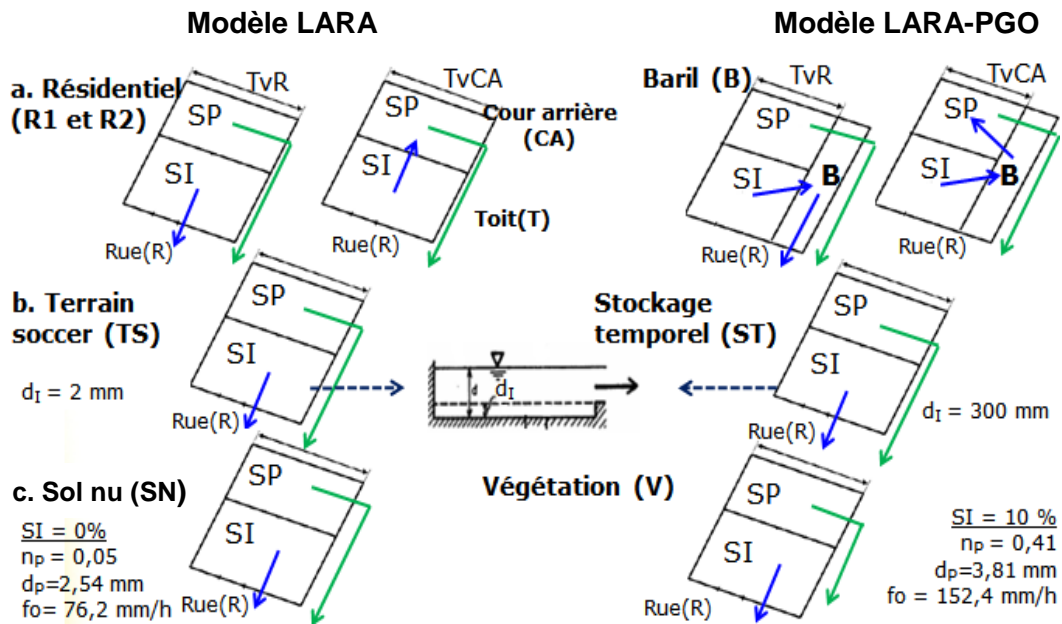 Modèle LARA
Modèle LARA-PGO
a. Résidentiel
(R1 et R2)
TvR
SP
SI
Rue(R)
TvCA
SP
SI
Cour arrière
(CA)
Toit(T)
Rue(R)
Baril (B)
TvR
SP
SI
B
Rue(R)
TvCA
SP
SI
B
Rue(R)
b. Terrain
soccer (TS)
dI = 2 mm
SP
SI
Rue(R)
d
dI
Stockage
temporel (ST)
SP
SI
Rue(R)
dI = 300 mm
c. Sol nu (SN)
SI = 0%
nP = 0,05
dP=2,54 mm
fo= 76,2 mm/h
SP
SI
Rue(R)
Végétation (V)
SP
SI
Rue(R)
SI = 10 %
nP = 0,41
dP=3,81 mm
fo = 152,4 mm/h